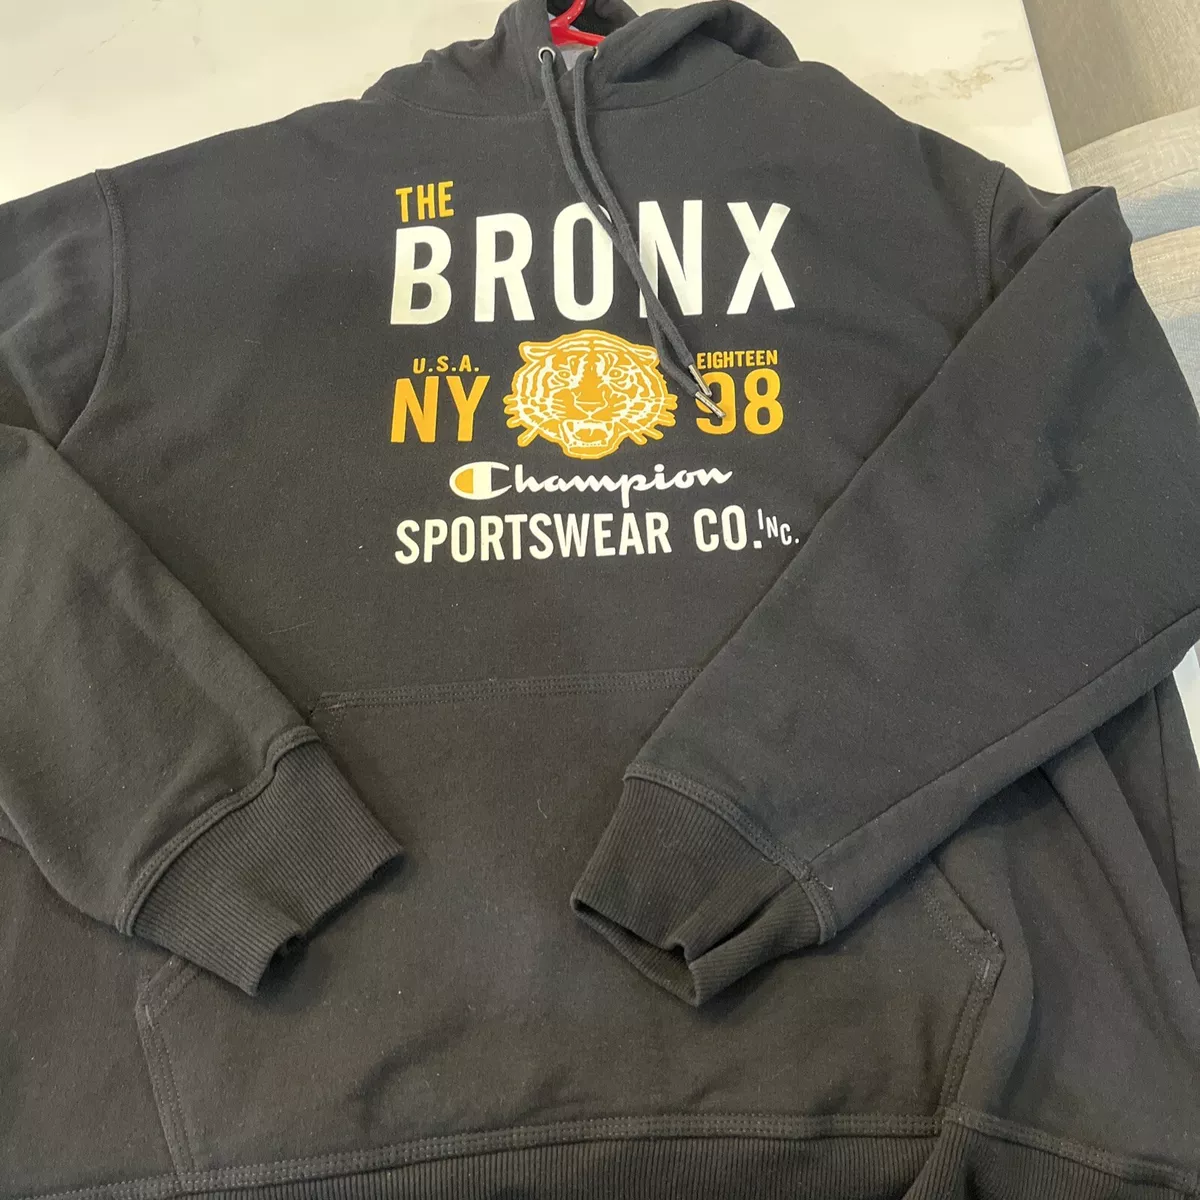 THE
BRONX
U.S.A. EIGHTEEN
NY 98
Champion
SPORTSWEAR CO. INC.